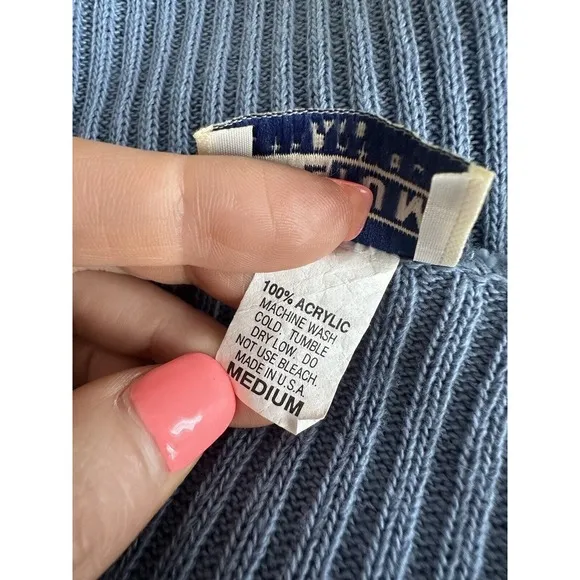 100% ACRYLIC
MACHINE WASH
COLD. TUMBLE
DRY LOW. DO
NOT USE BLEACH.
MADE IN U.S.A.
MEDIUM